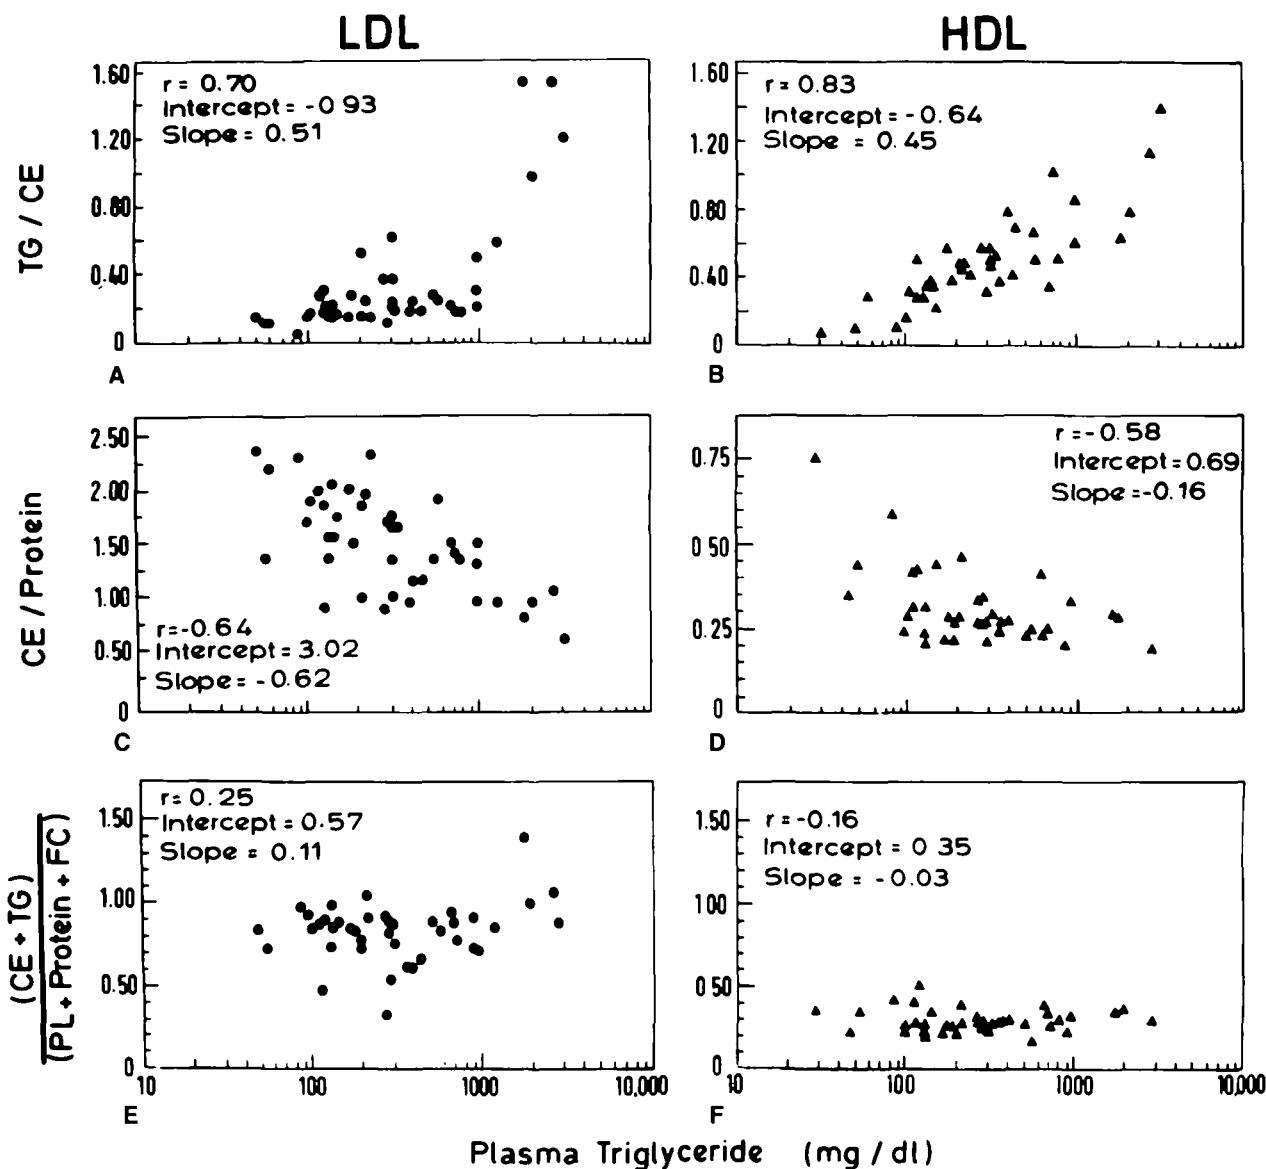 LDL
HDL
TG / CE
1.60
1.20
0.80
0.40
0
r = 0.70
Intercept = -0 93
Slope = 0.51
A
1.60
1.20
0.80
0.40
0
r = 0.83
Intercept = -0.64
Slope = 0.45
B
CE / Protein
2.50
2.00
1.50
1.00
0.50
0
r=-0.64
Intercept = 3.02
Slope = -0.62
C
0.75
0 50
0.25
0
r =-0.58
Intercept = 0.69
Slope =-0.16
D
(CE + TG)
(PL + Protein + FC)
1.50
1.00
0.50
0
r= 0.25
Intercept = 0.57
Slope = 0.11
10
100
1000
10,000
E
1.50
1 00
0 50
0
r =-0.16
Intercept = 0 35
Slope = -0.03
10
100
1000
10,000
F
Plasma Triglyceride (mg / dl)